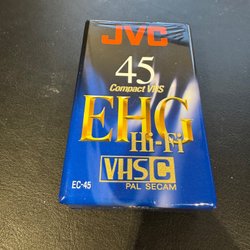 JVC
45
Compact VHS
EHG
Hi-Fi
VHS C
PAL SECAM
EC-45